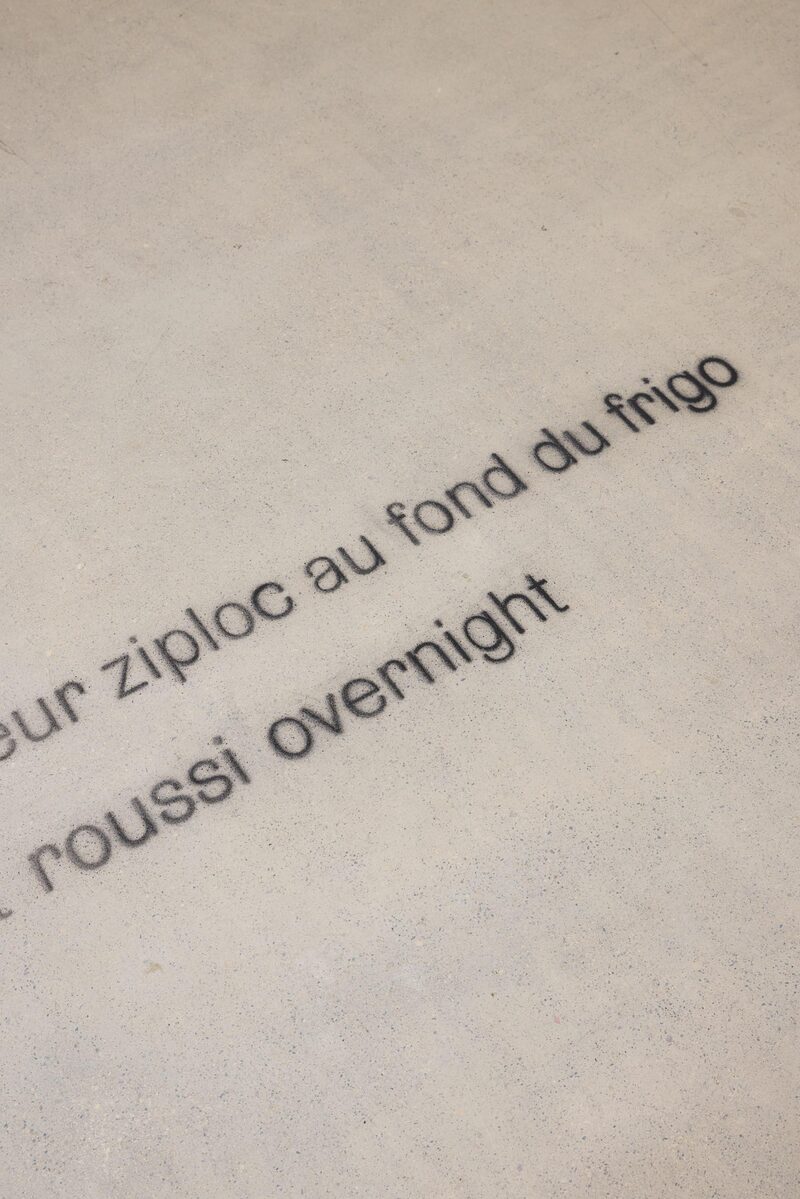 eur ziploc au fond du frigo
roussi overnight